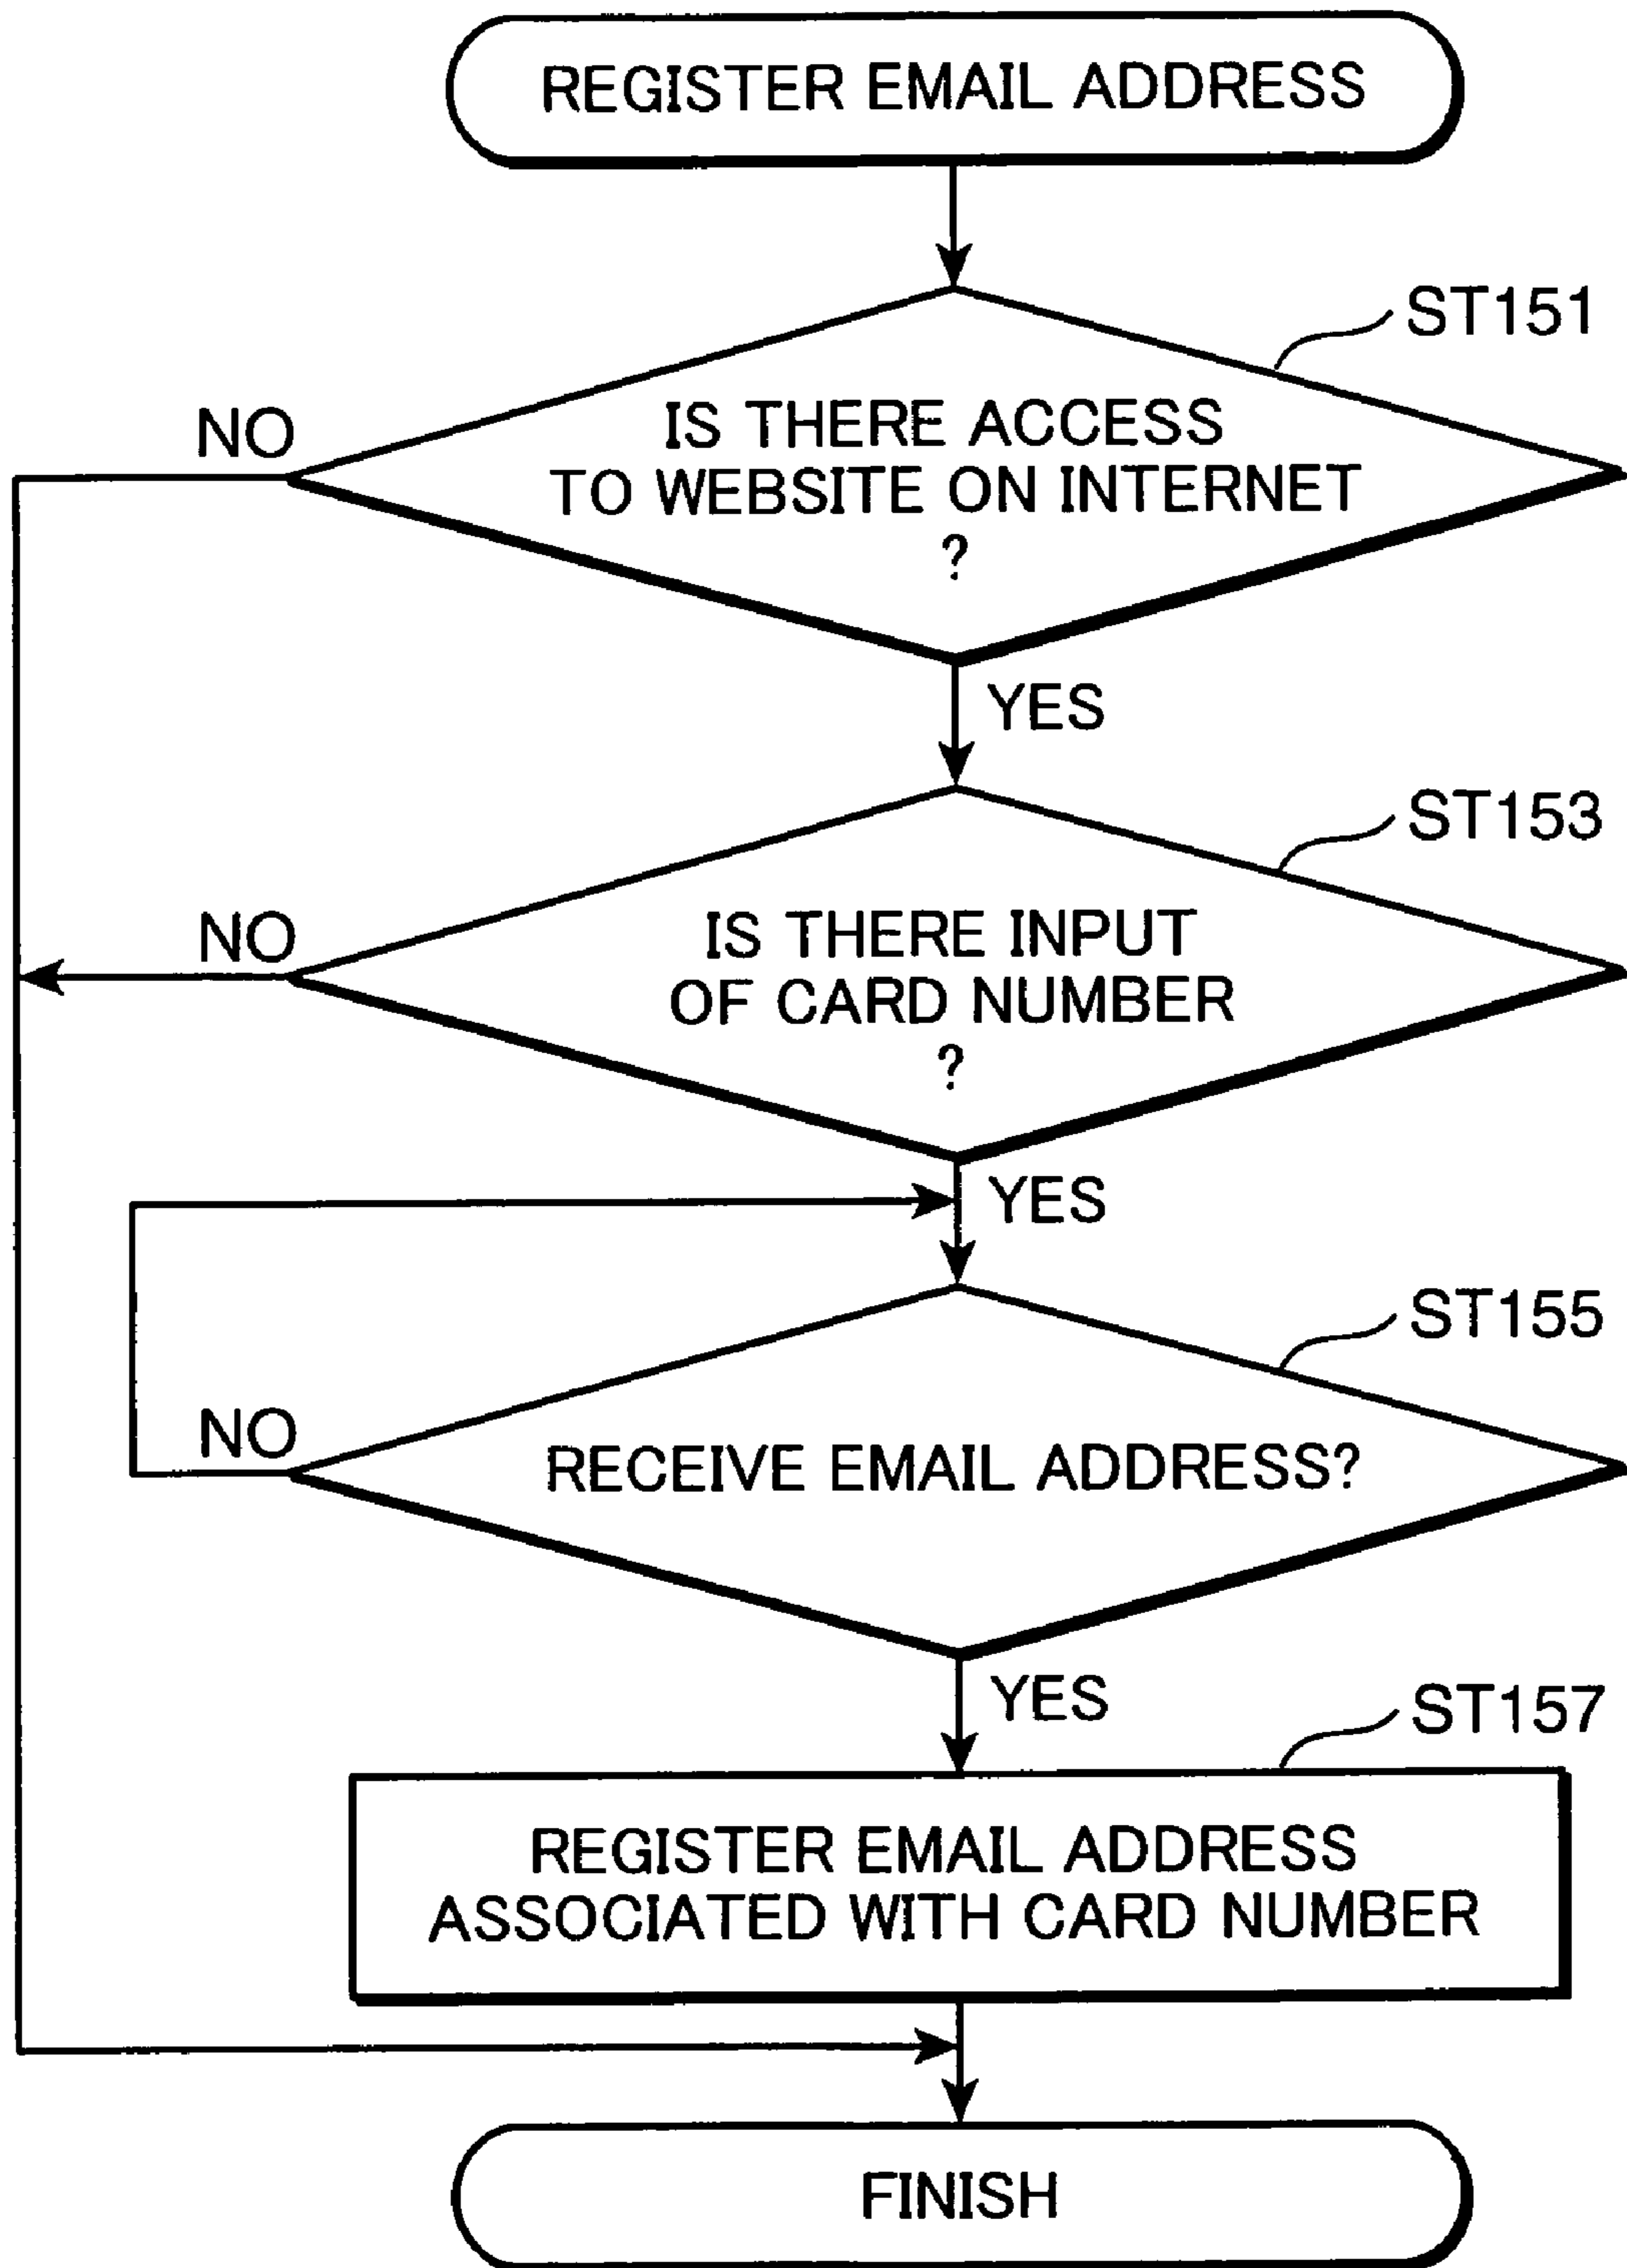 REGISTER EMAIL ADDRESS
ST151
NO
IS THERE ACCESS
TO WEBSITE ON INTERNET
?
YES
ST153
NO
IS THERE INPUT
OF CARD NUMBER
?
YES
ST155
NO
RECEIVE EMAIL ADDRESS?
YES
ST157
REGISTER EMAIL ADDRESS
ASSOCIATED WITH CARD NUMBER
FINISH